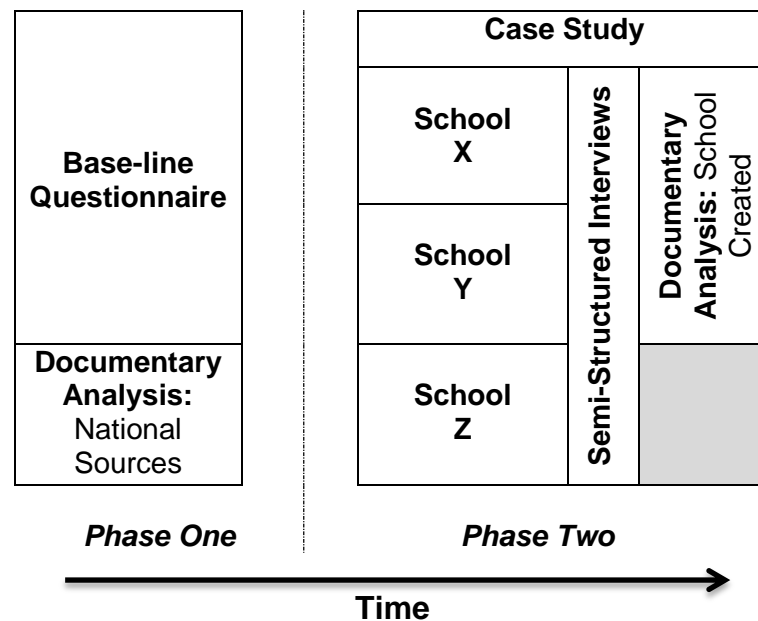 Base-line
Questionnaire
Documentary
Analysis:
National
Sources
Case Study
School
X
School
Y
School
Z
Semi-Structured Interviews
Documentary
Analysis: School
Created
Phase One
Phase Two
Time